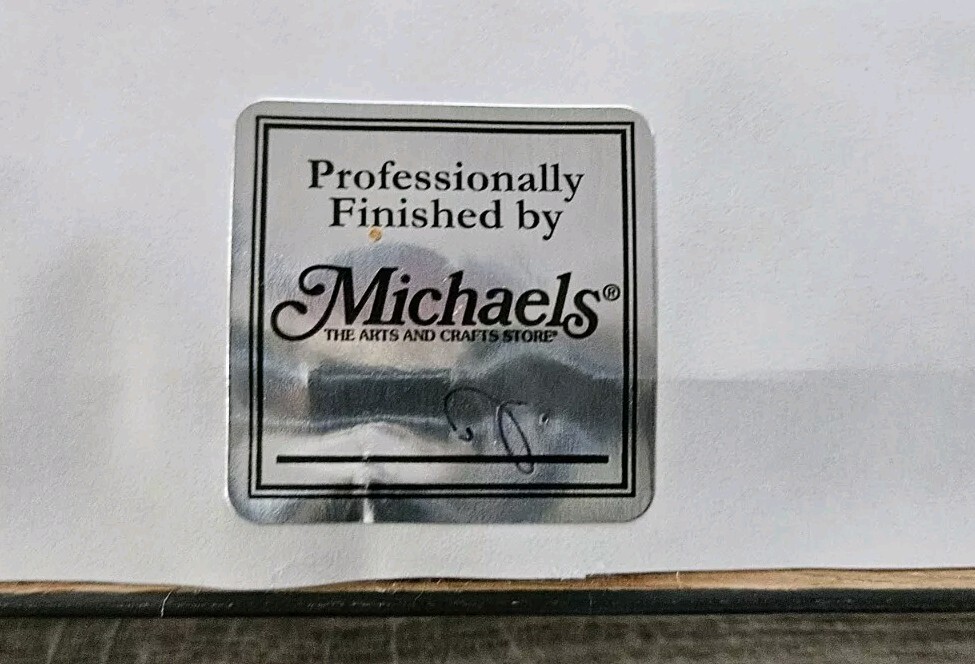 Professionally
Finished by
Michaels®
THE ARTS AND CRAFTS STORE®